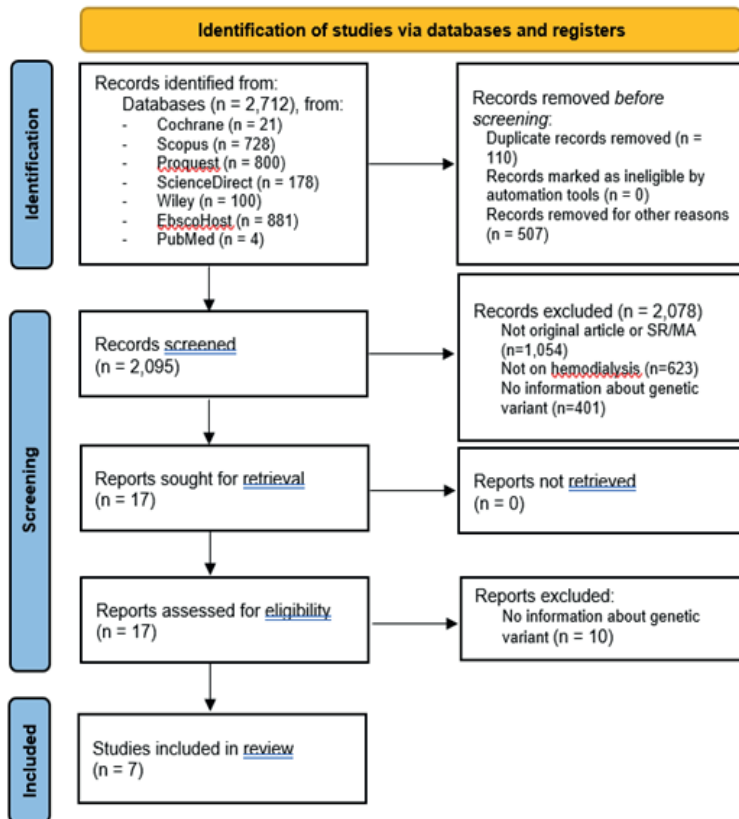 Identification of studies via databases and registers
Identification
Records identified from:
Databases (n = 2,712), from:
- Cochrane (n = 21)
- Scopus (n = 728)
- Proquest (n = 800)
- ScienceDirect (n = 178)
- Wiley (n = 100)
- EbscoHost (n = 881)
- PubMed (n = 4)
Records removed before
screening:
Duplicate records removed (n =
110)
Records marked as ineligible by
automation tools (n = 0)
Records removed for other reasons
(n = 507)
Screening
Records screened
(n = 2,095)
Records excluded (n = 2,078)
Not original article or SR/MA
(n=1,054)
Not on hemodialysis (n=623)
No information about genetic
variant (n=401)
Reports sought for retrieval
(n = 17)
Reports not retrieved
(n = 0)
Reports assessed for eligibility
(n = 17)
Reports excluded:
No information about genetic
variant (n = 10)
Included
Studies included in review
(n = 7)